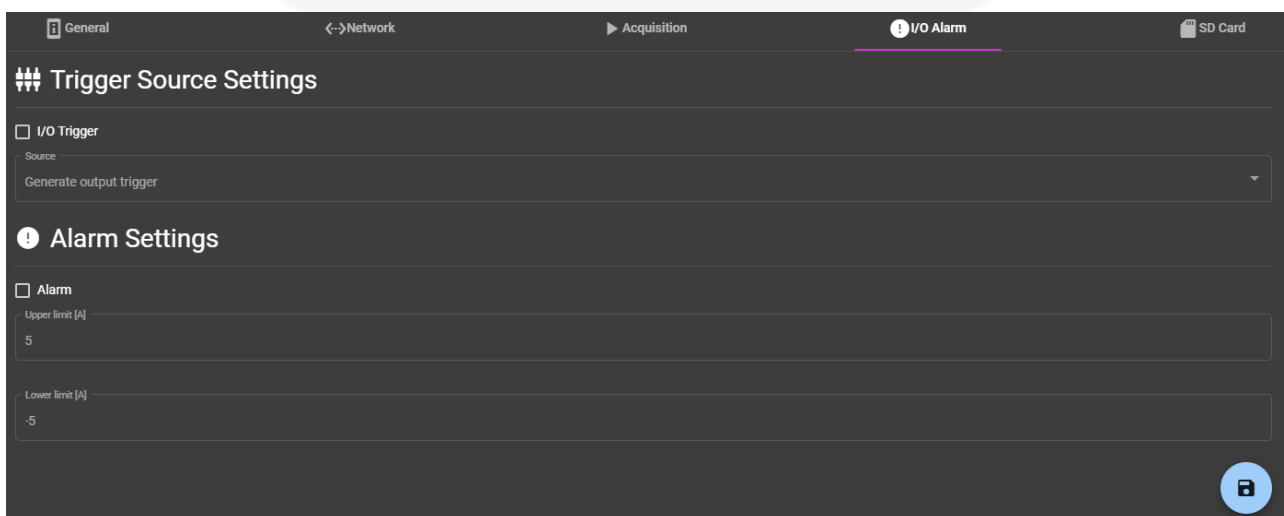 General
Network
Acquisition
I/O Alarm
SD Card
Trigger Source Settings
I/O Trigger
Source
Generate output trigger
Alarm Settings
Alarm
Upper limit [A]
5
Lower limit [A]
-5